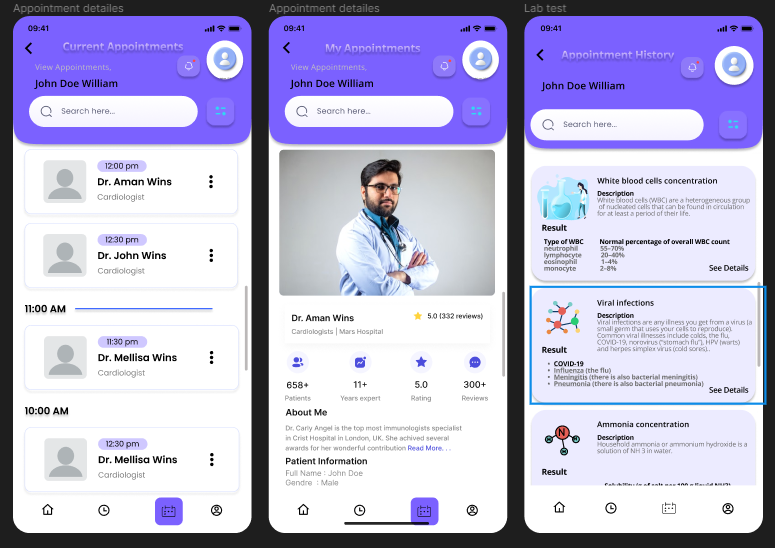 Appointment detailes
09:41
Current Appointments
View Appointments,
John Doe William
Search here...
12:00 pm
Dr. Aman Wins
Cardiologist
12:30 pm
Dr. John Wins
Cardiologist
11:00 AM
11:30 pm
Dr. Mellisa Wins
Cardiologist
10:00 AM
12:30 pm
Dr. Mellisa Wins
Cardiologist
Appointment detailes
09:41
My Appointments
View Appointments,
John Doe William
Search here...
Dr. Aman Wins
5.0 (332 reviews)
Cardiologists | Mars Hospital
658+
11+
5.0
300+
Patients
Years expert
Rating
Reviews
About Me
Dr. Carly Angel is the top most immunologists specialist
in Crist Hospital in London, UK. She achived several
awards for her wonderful contribution Read More. . .
Patient Information
Full Name : John Doe
Gendre : Male
Lab test
09:41
Appointment History
John Doe William
Search here...
White blood cells concentration
Description
White blood cells (WBC) are a heterogeneous group
of nucleated cells that can be found in circulation
for at least a period of their life.
Result
Type of WBC Normal percentage of overall WBC count
neutrophil 55–70%
lymphocyte 20–40%
eosinophil 1–4%
monocyte 2–8%
See Details
Viral infections
Description
Viral infections are any illness you get from a virus (a
small germ that uses your cells to reproduce).
Common viral illnesses include colds, the flu,
COVID-19, norovirus (“stomach flu”), HPV (warts)
and herpes simplex virus (cold sores)..
Result
• COVID-19
• Influenza (the flu)
• Meningitis (there is also bacterial meningitis)
• Pneumonia (there is also bacterial pneumonia)
See Details
Ammonia concentration
Description
Household ammonia or ammonium hydroxide is a
solution of NH 3 in water.
N
H
H
H
Result
Solubility (g of salt per 100 g liquid NH3)